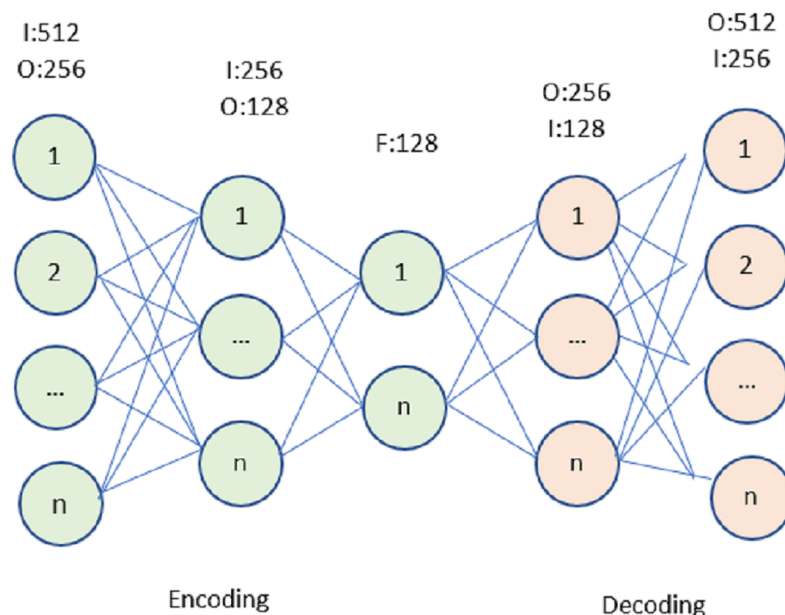 I:512
O:256
I:256
O:128
F:128
O:256
I:128
O:512
I:256
1
2
...
n
1
...
n
1
n
1
...
n
1
2
...
n
Encoding
Decoding